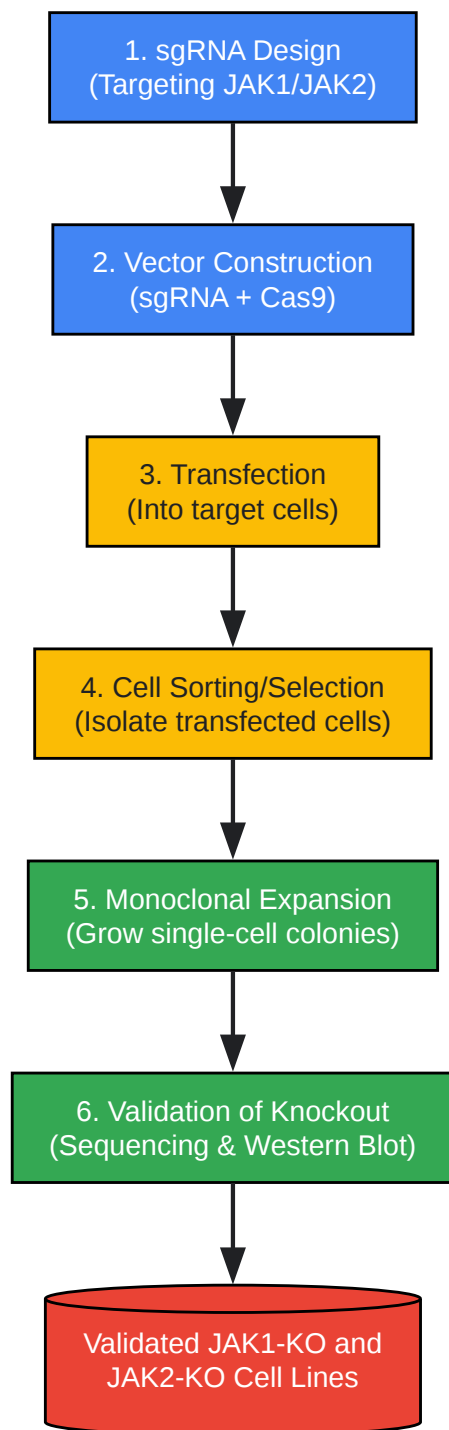 1. sgRNA Design
(Targeting JAK1/JAK2)
2. Vector Construction
(sgRNA + Cas9)
3. Transfection
(Into target cells)
4. Cell Sorting/Selection
(Isolate transfected cells)
5. Monoclonal Expansion
(Grow single-cell colonies)
6. Validation of Knockout
(Sequencing & Western Blot)
Validated JAK1-KO and
JAK2-KO Cell Lines